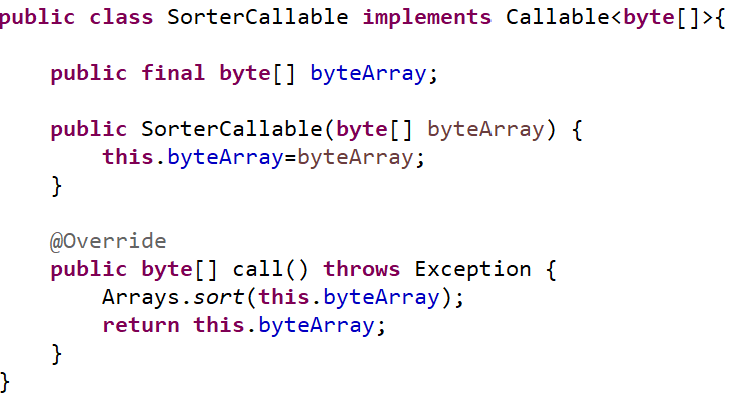 public class SorterCallable implements Callable<byte[]>{
public final byte[] byteArray;
public SorterCallable(byte[] byteArray) {
this.byteArray=byteArray;
}
@Override
public byte[] call() throws Exception {
Arrays.sort(this.byteArray);
return this.byteArray;
}
}